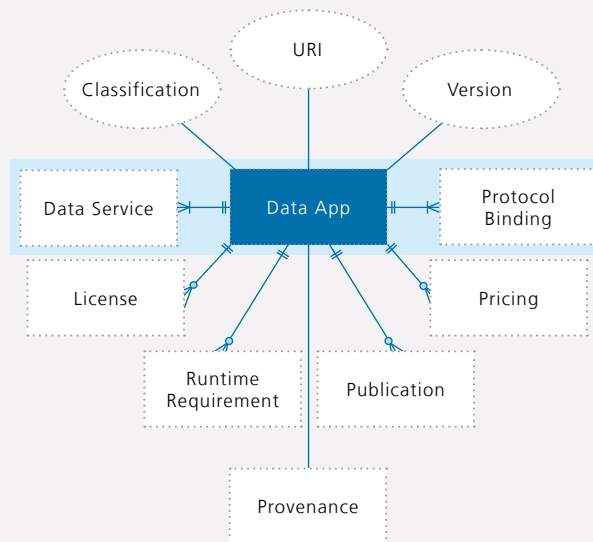 URI
Classification
Version
Data Service
Data App
Protocol
Binding
License
Pricing
Runtime
Requirement
Publication
Provenance